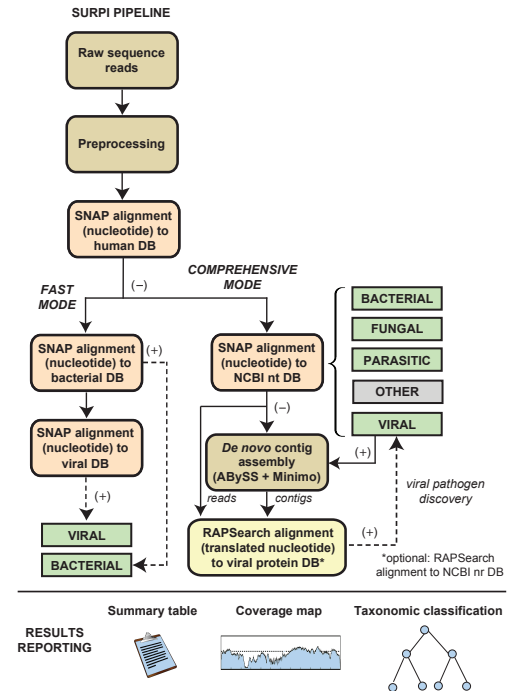 SURPI PIPELINE
Raw sequence
reads
Preprocessing
SNAP alignment
(nucleotide) to
human DB
(–)
FAST
MODE
COMPREHENSIVE
MODE
SNAP alignment
(nucleotide) to
bacterial DB
(+)
SNAP alignment
(nucleotide) to
viral DB
(+)
VIRAL
BACTERIAL
SNAP alignment
(nucleotide) to
NCBI nt DB
(–)
BACTERIAL
FUNGAL
PARASITIC
OTHER
VIRAL
(+)
De novo contig
assembly
(ABySS + Minimo)
reads
contigs
viral pathogen
discovery
RAPSearch alignment
(translated nucleotide)
to viral protein DB*
(+)
*optional: RAPSearch
alignment to NCBI nr DB
RESULTS
REPORTING
Summary table
Coverage map
Taxonomic classification